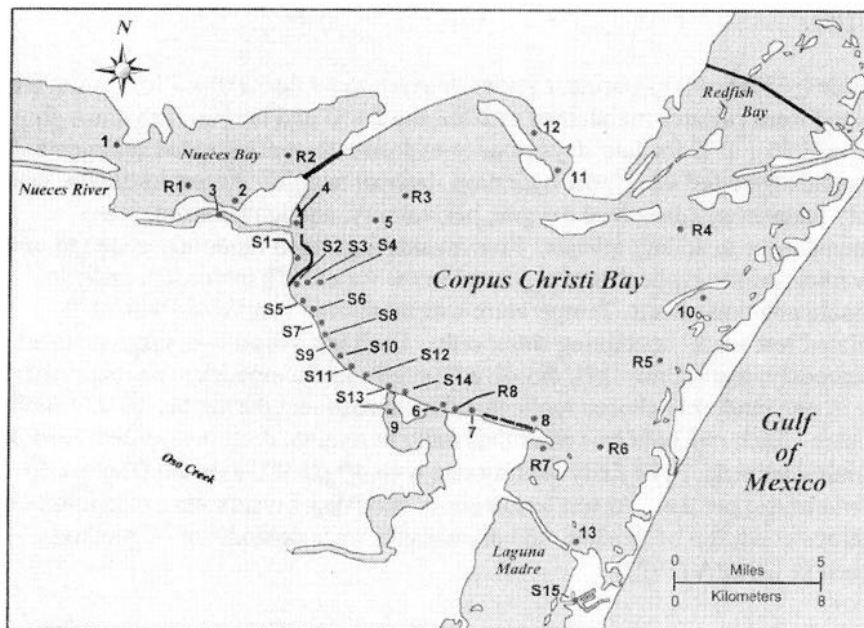 N
Redfish
Bay
12
1
Nueces Bay
R2
11
Nueces River
R1
3
2
4
R3
5
R4
S1
S2
S3
S4
Corpus Christi Bay
S5
S6
10
S7
S8
S9
S10
R5
S11
S12
S13
S14
R8
6
7
8
9
Gulf
of
Mexico
R7
R6
Oso Creek
13
Laguna
Madre
0
Miles
5
S15
0
Kilometers
8